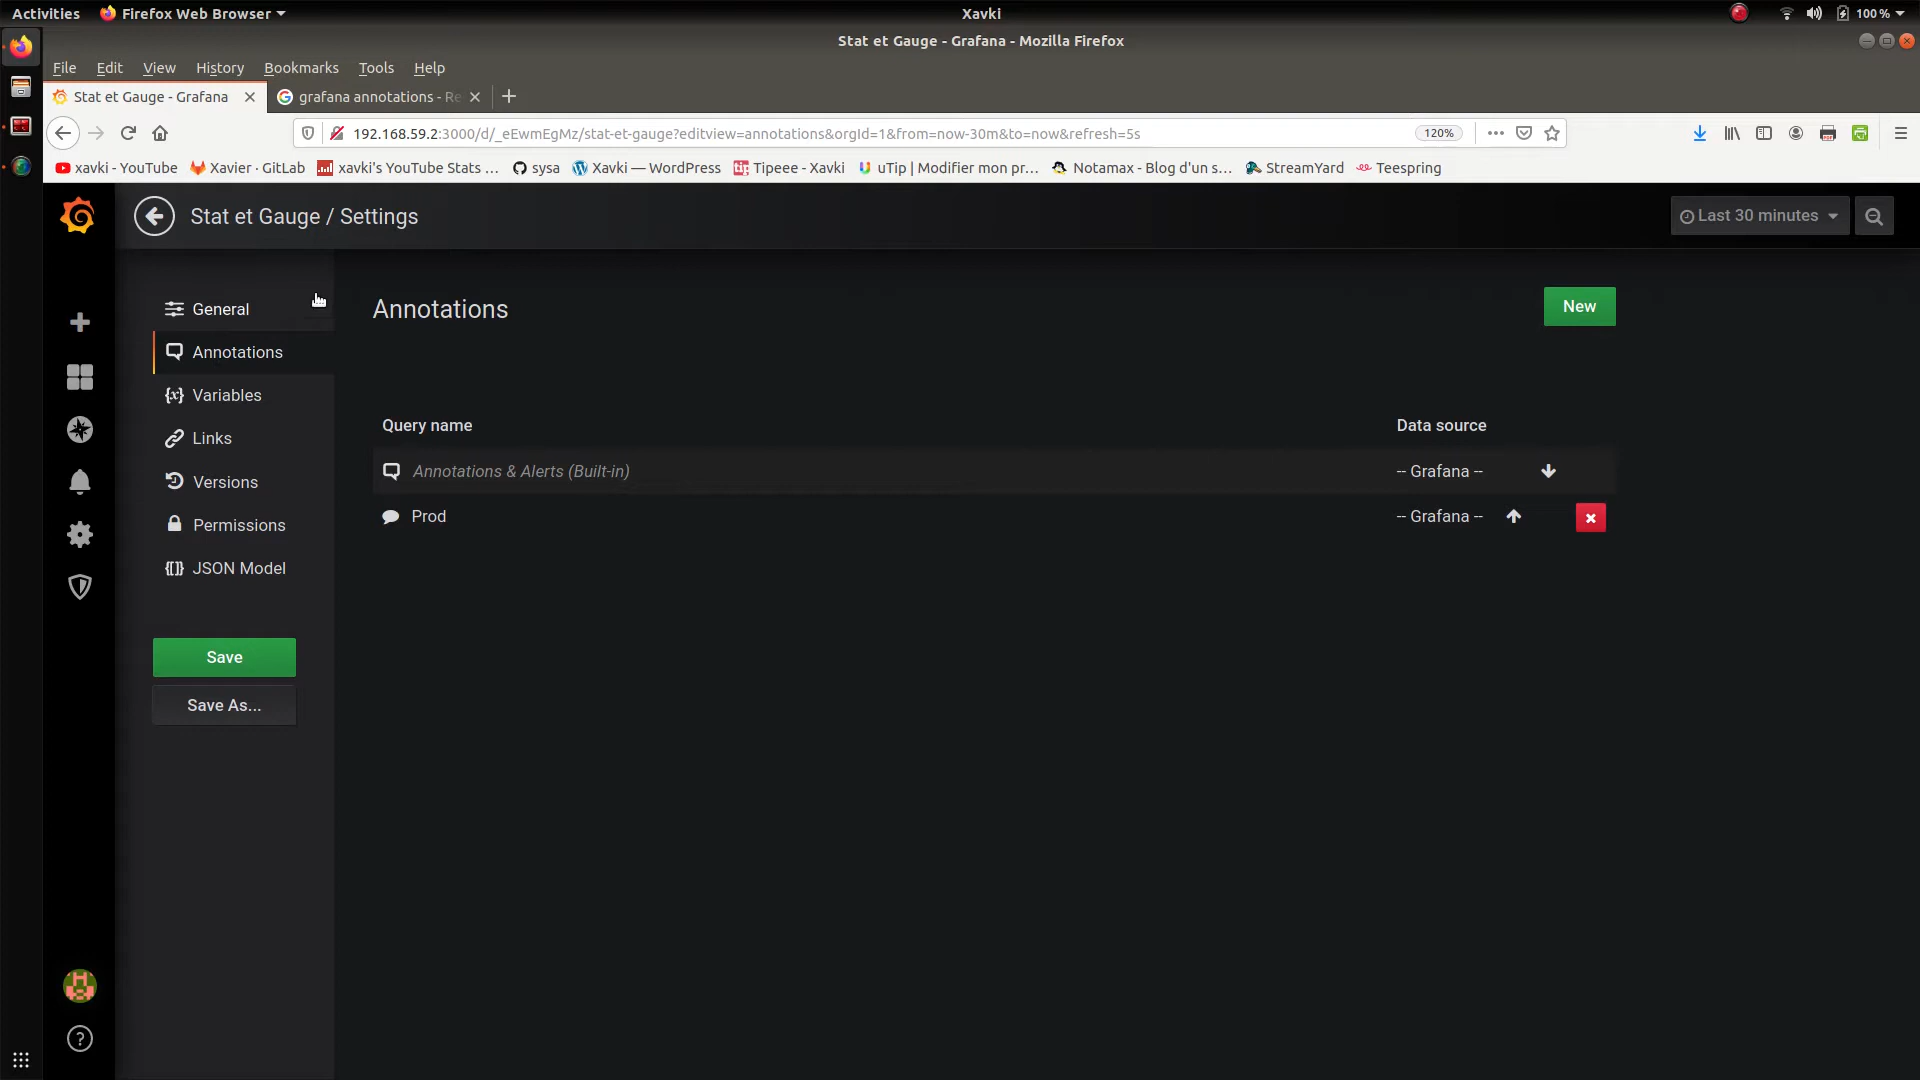 Activities Firefox Web Browser Xavki 100 %
Stat et Gauge - Grafana - Mozilla Firefox
File Edit View History Bookmarks Tools Help
Stat et Gauge - Grafana grafana annotations - Re
192.168.59.2:3000/d/_eEwmEgMz/stat-et-gauge?editview=annotations&orgId=1&from=now-30m&to=now&refresh=5s 120%
xavki - YouTube Xavier · GitLab xavki's YouTube Stats ... sysa Xavki — WordPress Tipeee - Xavki uTip | Modifier mon pr... Notamax - Blog d'un s... StreamYard Teespring
Stat et Gauge / Settings Last 30 minutes
General
Annotations
Variables
Links
Versions
Permissions
JSON Model
Save
Save As...
Annotations New
Query name Data source
Annotations & Alerts (Built-in) -- Grafana --
Prod -- Grafana --